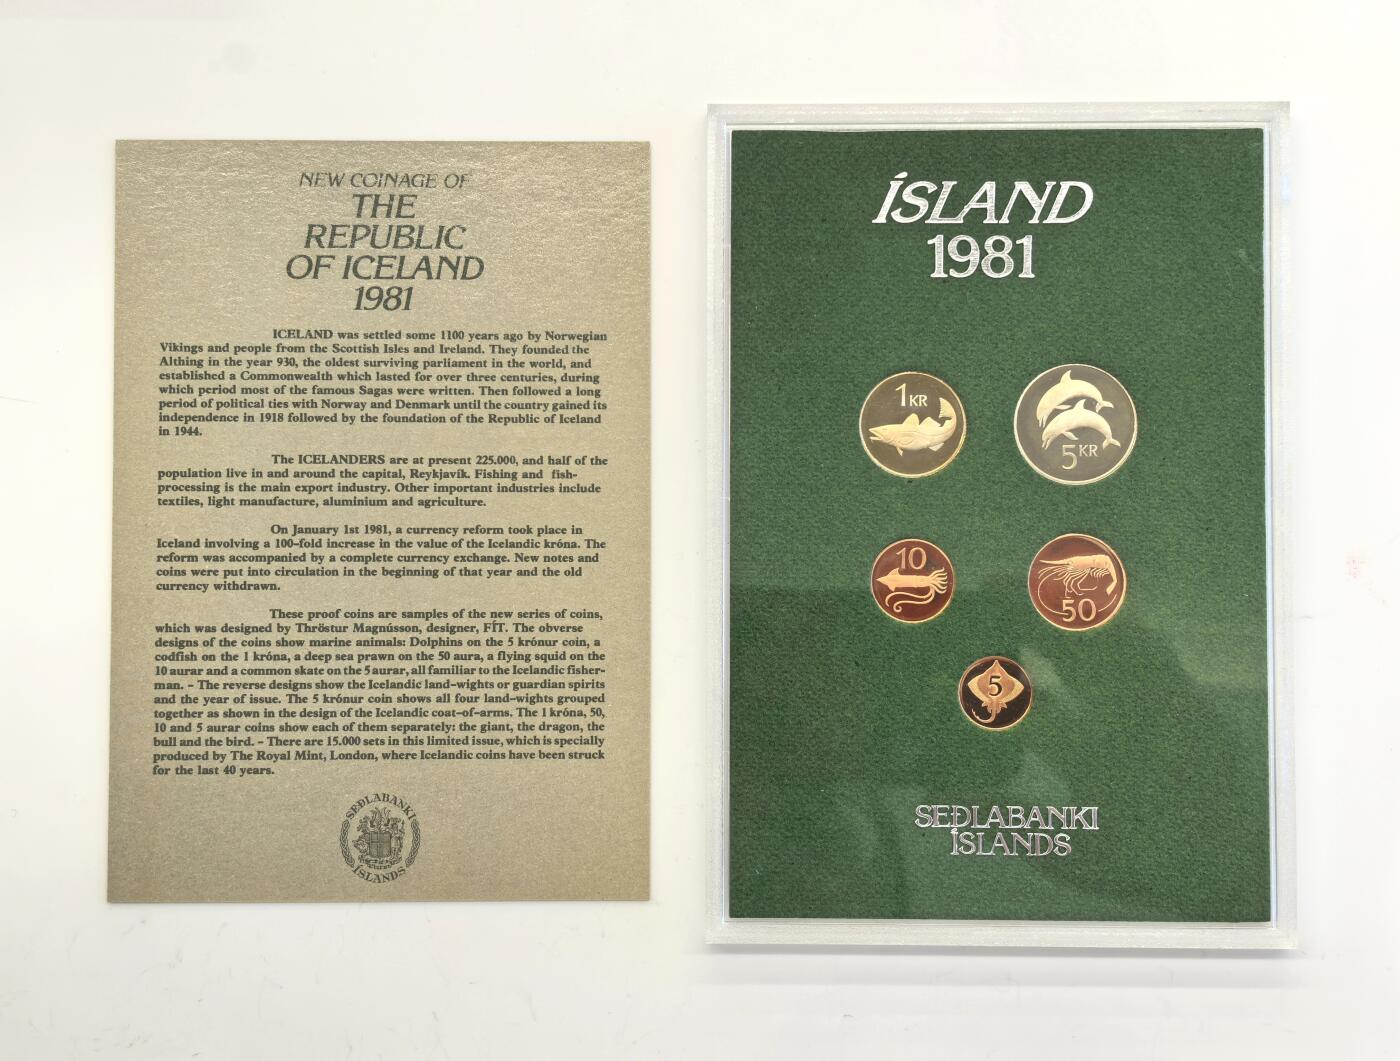 NEW COINAGE OF
THE
REPUBLIC
OF ICELAND
1981
ICELAND was settled some 1100 years ago by Norwegian
Vikings and people from the Scottish Isles and Ireland. They founded the
Althing in the year 930, the oldest surviving parliament in the world, and
established a Commonwealth which lasted for over three centuries, during
which period most of the famous Sagas were written. Then followed a long
period of political ties with Norway and Denmark until the country gained its
independence in 1918 followed by the foundation of the Republic of Iceland
in 1944.
The ICELANDERS are at present 225.000, and half of the
population live in and around the capital, Reykjavík. Fishing and fish-
processing is the main export industry. Other important industries include
textiles, light manufacture, aluminium and agriculture.
On January 1st 1981, a currency reform took place in
Iceland involving a 100-fold increase in the value of the Icelandic króna. The
reform was accompanied by a complete currency exchange. New notes and
coins were put into circulation in the beginning of that year and the old
currency withdrawn.
These proof coins are samples of the new series of coins,
which was designed by Thröstur Magnússon, designer, FÍT. The obverse
designs of the coins show marine animals: Dolphins on the 5 krónur coin, a
codfish on the 1 króna, a deep sea prawn on the 50 aura, a flying squid on the
10 aurar and a common skate on the 5 aurar, all familiar to the Icelandic fisher-
man. – The reverse designs show the Icelandic land-wights or guardian spirits
and the year of issue. The 5 krónur coin shows all four land-wights grouped
together as shown in the design of the Icelandic coat-of-arms. The 1 króna, 50,
10 and 5 aurar coins show each of them separately: the giant, the dragon, the
bull and the bird. – There are 15.000 sets in this limited issue, which is specially
produced by The Royal Mint, London, where Icelandic coins have been struck
for the last 40 years.
SEÐLABANKI
ÍSLANDS
ÍSLAND
1981
1 KR
5 KR
10
50
5
SEÐLABANKI
ÍSLANDS